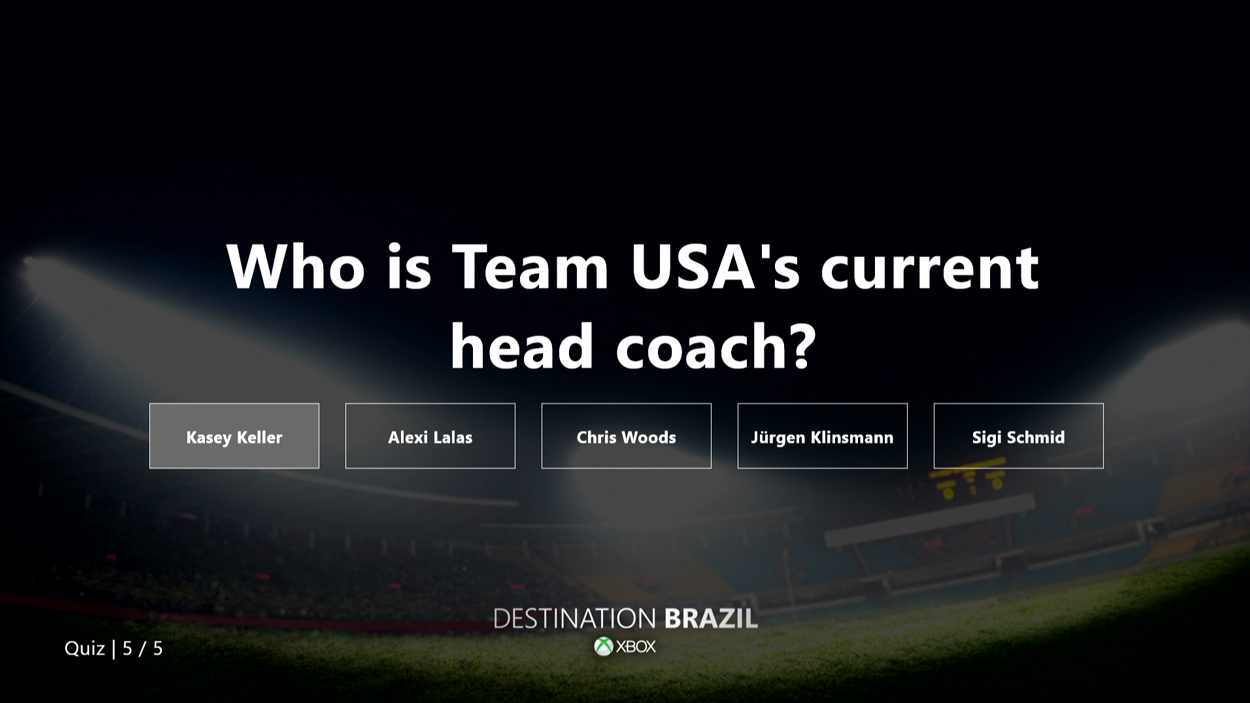 Who is Team USA's current
head coach?
Kasey Keller
Alexi Lalas
Chris Woods
Jürgen Klinsmann
Sigi Schmid
DESTINATION BRAZIL
XBOX
Quiz | 5 / 5